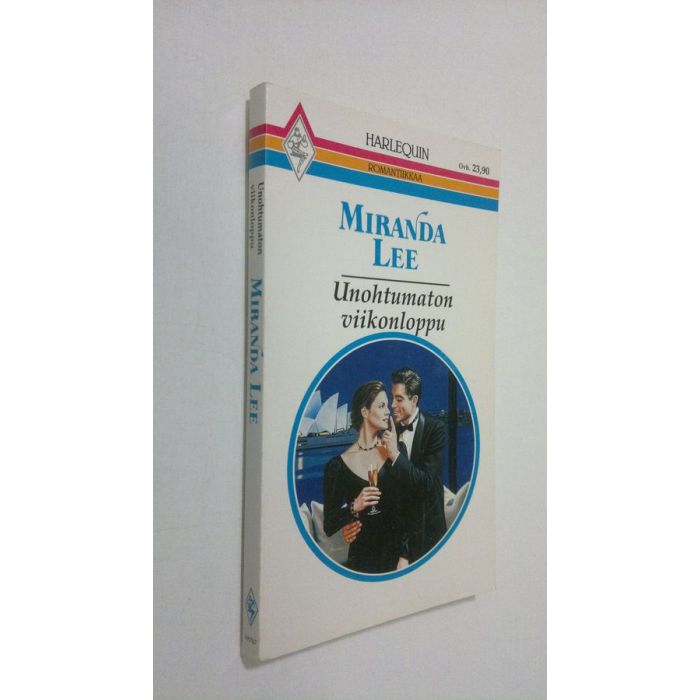 HARLEQUIN
ROMANTIIKKAA
Ovh. 23,90
MIRANDA
LEE
Unohtumaton
viikonloppu
Unohtumaton
viikonloppu
MIRANDA LEE